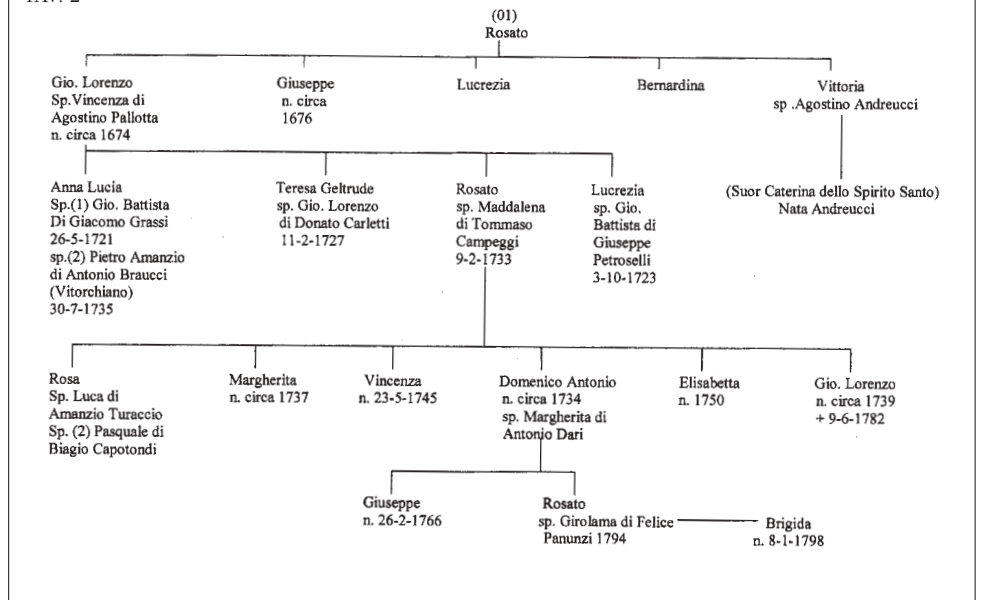 (01)
Rosato
Gio. Lorenzo
Sp.Vincenza di
Agostino Pallotta
n. circa 1674
Giuseppe
n. circa
1676
Lucrezia
Bernardina
Vittoria
sp .Agostino Andreucci
Anna Lucia
Sp.(1) Gio. Battista
Di Giacomo Grassi
26-5-1721
sp.(2) Pietro Amanzio
di Antonio Braucci
(Vitorchiano)
30-7-1735
Teresa Geltrude
sp. Gio. Lorenzo
di Donato Carletti
11-2-1727
Rosato
sp. Maddalena
di Tommaso
Campeggi
9-2-1733
Lucrezia
sp. Gio.
Battista di
Giuseppe
Petroselli
3-10-1723
(Suor Caterina dello Spirito Santo)
Nata Andreucci
Rosa
Sp. Luca di
Amanzio Turaccio
Sp. (2) Pasquale di
Biagio Capotondi
Margherita
n. circa 1737
Vincenza
n. 23-5-1745
Domenico Antonio
n. circa 1734
sp. Margherita di
Antonio Dari
Elisabetta
n. 1750
Gio. Lorenzo
n. circa 1739
+ 9-6-1782
Giuseppe
n. 26-2-1766
Rosato
sp. Girolama di Felice
Panunzi 1794
Brigida
n. 8-1-1798